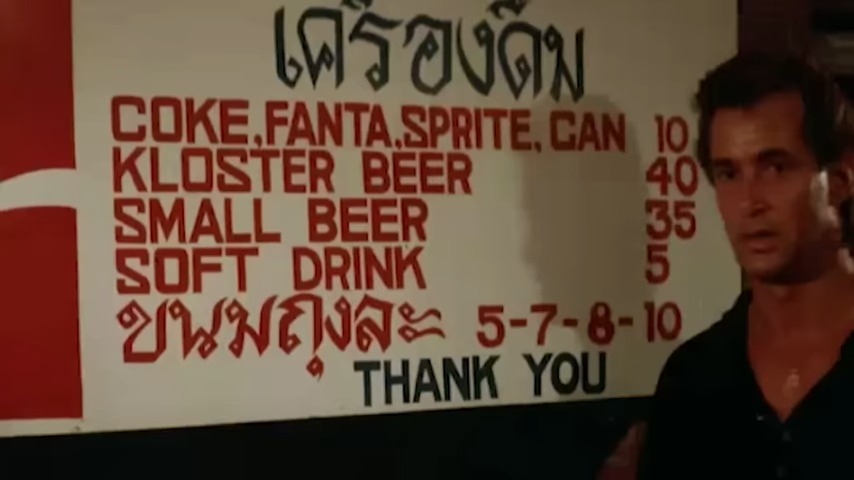 เครื่องดื่ม
COKE,FANTA,SPRITE, CAN 10
KLOSTER BEER 40
SMALL BEER 35
SOFT DRINK 5
ขนมถุงละ 5-7-8-10
THANK YOU